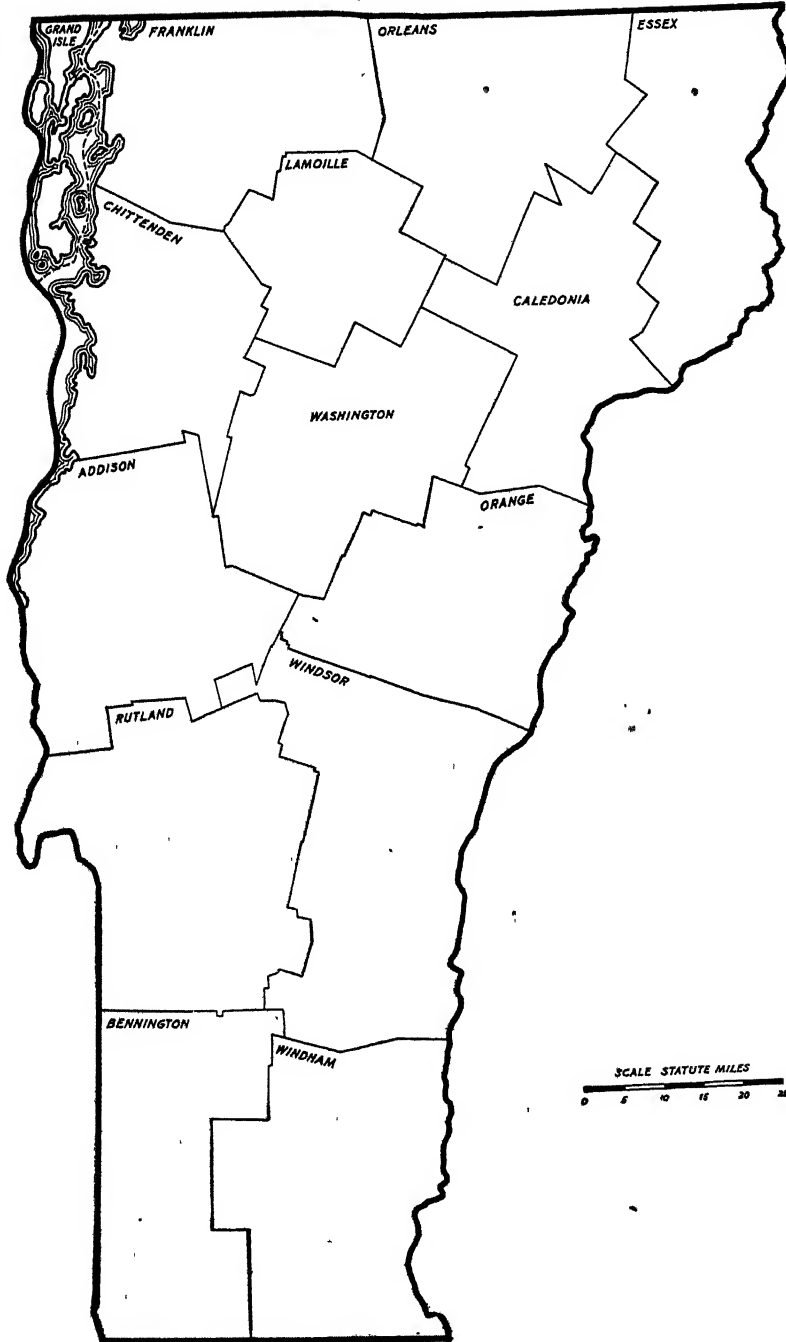 GRAND
ISLE
FRANKLIN
ORLEANS
ESSEX
LAMOILLE
CHITTENDEN
CALEDONIA
WASHINGTON
ADDISON
ORANGE
WINDSOR
RUTLAND
BENNINGTON
WINDHAM
SCALE STATUTE MILES
0 5 10 15 20 25